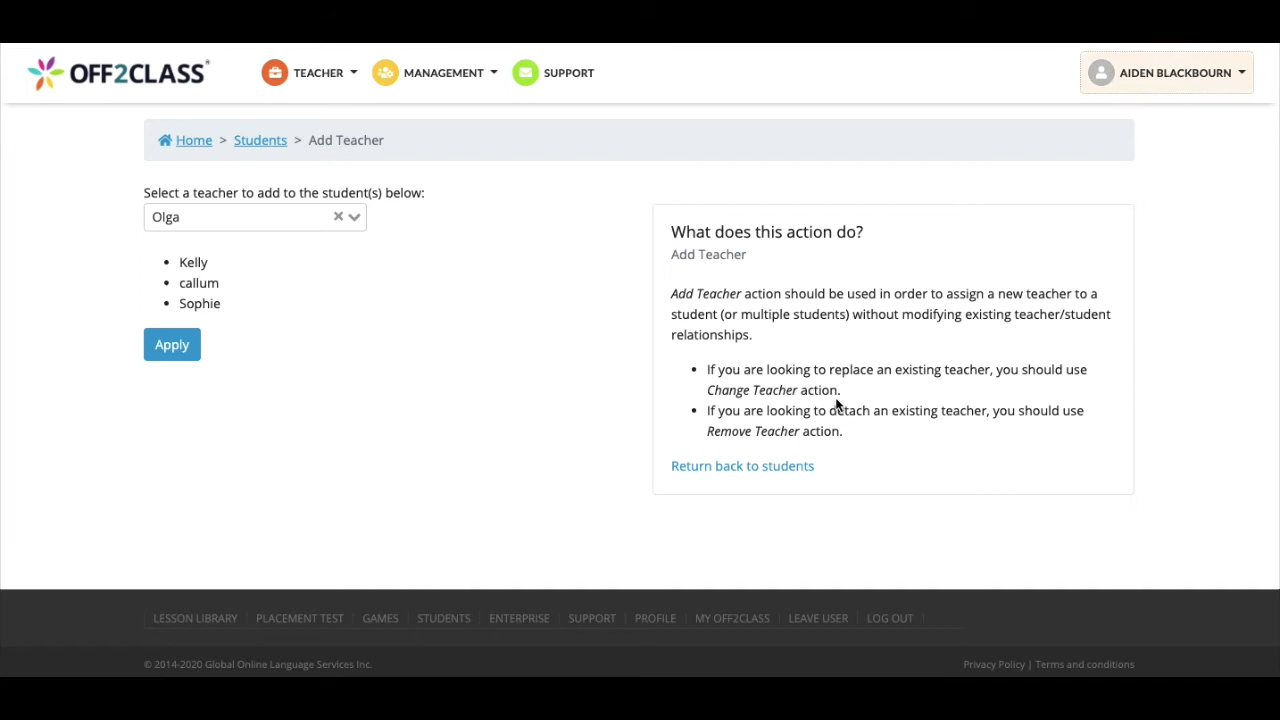 OFF2CLASS
TEACHER
MANAGEMENT
SUPPORT
AIDEN BLACKBOURN
Home > Students > Add Teacher
Select a teacher to add to the student(s) below:
Olga
• Kelly
• callum
• Sophie
Apply
What does this action do?
Add Teacher
Add Teacher action should be used in order to assign a new teacher to a
student (or multiple students) without modifying existing teacher/student
relationships.
• If you are looking to replace an existing teacher, you should use
Change Teacher action.
• If you are looking to detach an existing teacher, you should use
Remove Teacher action.
Return back to students
LESSON LIBRARY PLACEMENT TEST GAMES STUDENTS ENTERPRISE SUPPORT PROFILE MY OFF2CLASS LEAVE USER LOG OUT
© 2014-2020 Global Online Language Services Inc.
Privacy Policy | Terms and conditions